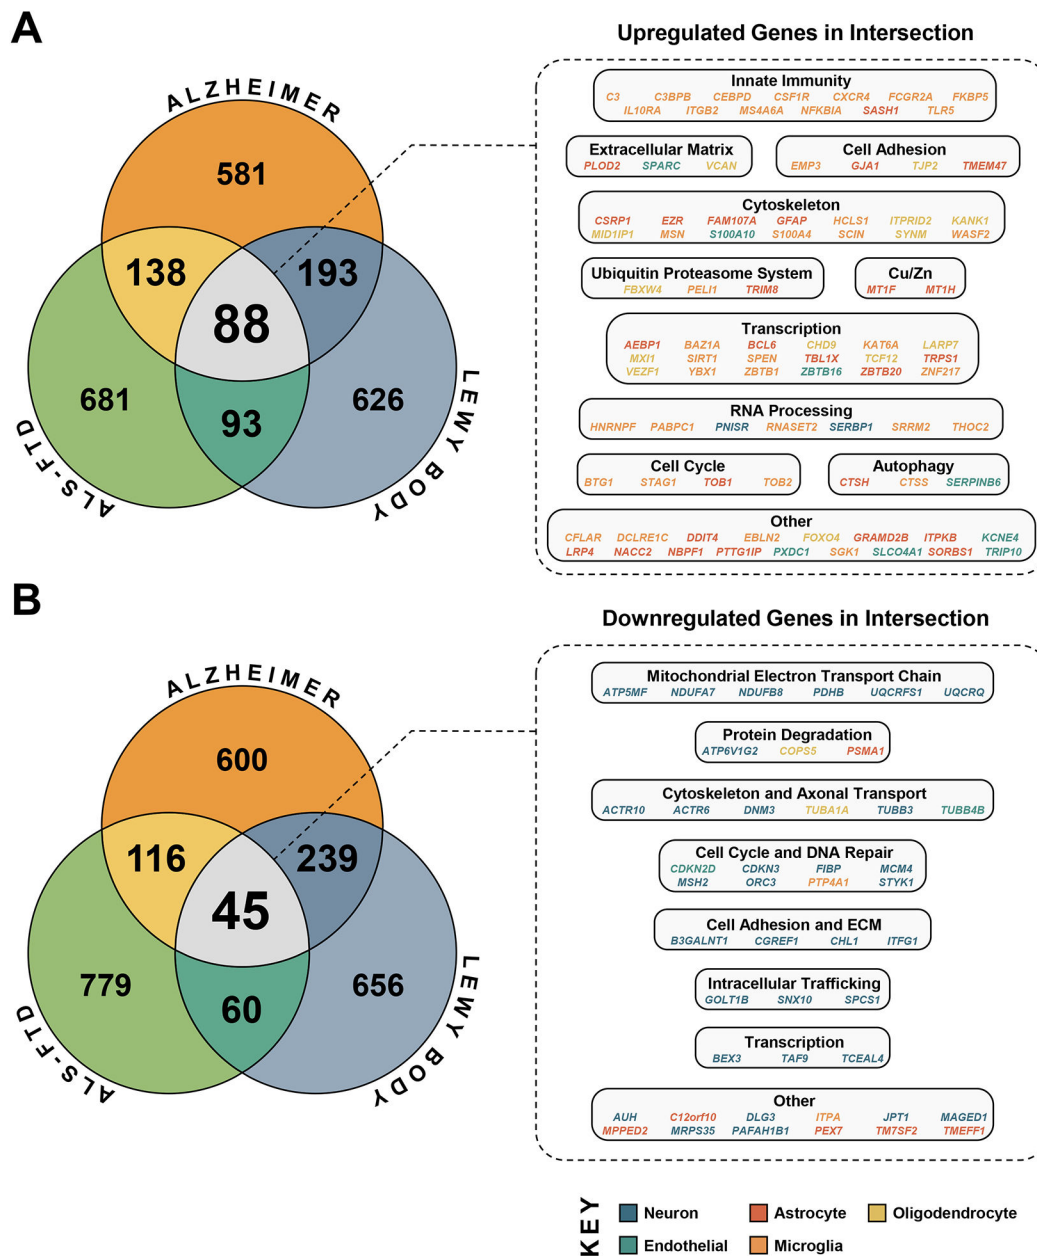 A
Upregulated Genes in Intersection
ALZHEIMER
581
138
193
88
681
626
93
ALS-FTD
LEWY BODY
Innate Immunity
C3 C3BPB CEBPD CSF1R CXCR4 FCGR2A FKBP5
IL10RA ITGB2 MS4A6A NFKBIA SASH1 TLR5
Extracellular Matrix
PLOD2 SPARC VCAN
Cell Adhesion
EMP3 GJA1 TJP2 TMEM47
Cytoskeleton
CSRP1 EZR FAM107A GFAP HCLS1 ITPRID2 KANK1
MID1IP1 MSN S100A10 S100A4 SCIN SYNM WASF2
Ubiquitin Proteasome System
FBXW4 PELI1 TRIM8
Cu/Zn
MT1F MT1H
Transcription
AEBP1 BAZ1A BCL6 CHD9 KAT6A LARP7
MXI1 SIRT1 SPEN TBL1X TCF12 TRPS1
VEZF1 YBX1 ZBTB1 ZBTB16 ZBTB20 ZNF217
RNA Processing
HNRNPF PABPC1 PNISR RNASET2 SERBP1 SRRM2 THOC2
Cell Cycle
BTG1 STAG1 TOB1 TOB2
Autophagy
CTSH CTSS SERPINB6
Other
CFLAR DCLRE1C DDIT4 EBLN2 FOXO4 GRAMD2B ITPKB KCNE4
LRP4 NACC2 NBPF1 PTTG1IP PXDC1 SGK1 SLCO4A1 SORBS1 TRIP10
B
Downregulated Genes in Intersection
ALZHEIMER
600
116
239
45
779
656
60
ALS-FTD
LEWY BODY
Mitochondrial Electron Transport Chain
ATP5MF NDUFA7 NDUFB8 PDHB UQCRFS1 UQCRQ
Protein Degradation
ATP6V1G2 COPS5 PSMA1
Cytoskeleton and Axonal Transport
ACTR10 ACTR6 DNM3 TUBA1A TUBB3 TUBB4B
Cell Cycle and DNA Repair
CDKN2D CDKN3 FIBP MCM4
MSH2 ORC3 PTP4A1 STYK1
Cell Adhesion and ECM
B3GALNT1 CGREF1 CHL1 ITFG1
Intracellular Trafficking
GOLT1B SNX10 SPCS1
Transcription
BEX3 TAF9 TCEAL4
Other
AUH C12orf10 DLG3 ITPA JPT1 MAGED1
MPPED2 MRPS35 PAFAH1B1 PEX7 TM7SF2 TMEFF1
KEY
Neuron Astrocyte Oligodendrocyte
Endothelial Microglia